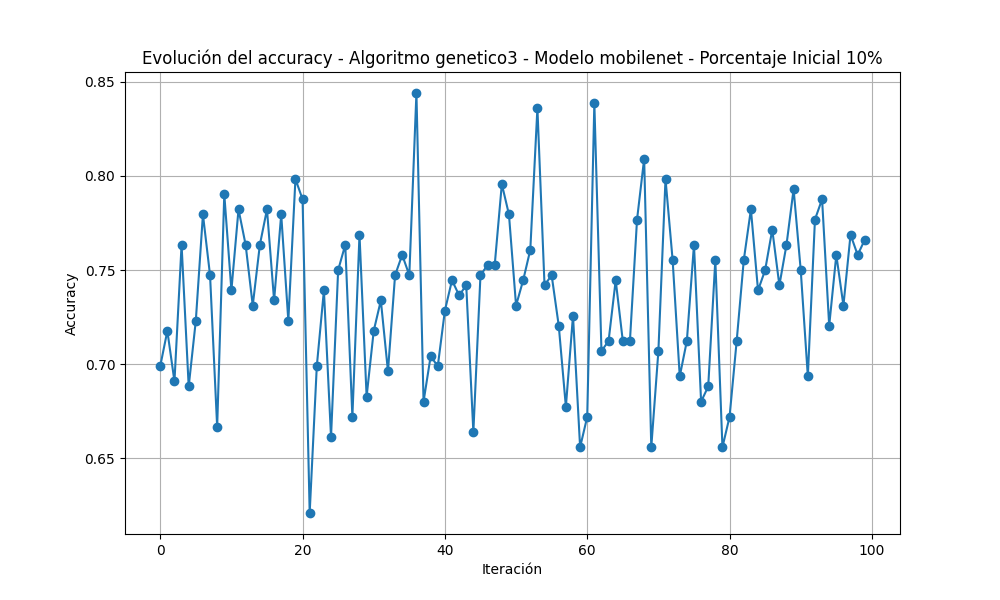 Evolución del accuracy - Algoritmo genetico3 - Modelo mobilenet - Porcentaje Inicial 10%
0.85
0.80
0.75
0.70
0.65
Accuracy
0 20 40 60 80 100
Iteración